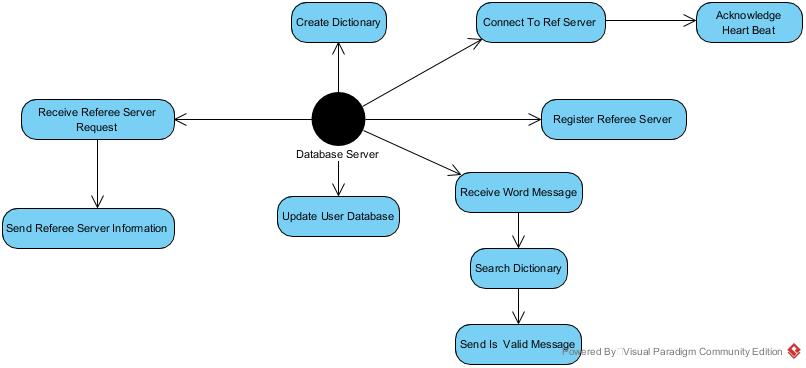 Create Dictionary
Connect To Ref Server
Acknowledge
Heart Beat
Receive Referee Server
Request
Register Referee Server
Database Server
Receive Word Message
Send Referee Server Information
Update User Database
Search Dictionary
Send Is Valid Message
Powered By Visual Paradigm Community Edition